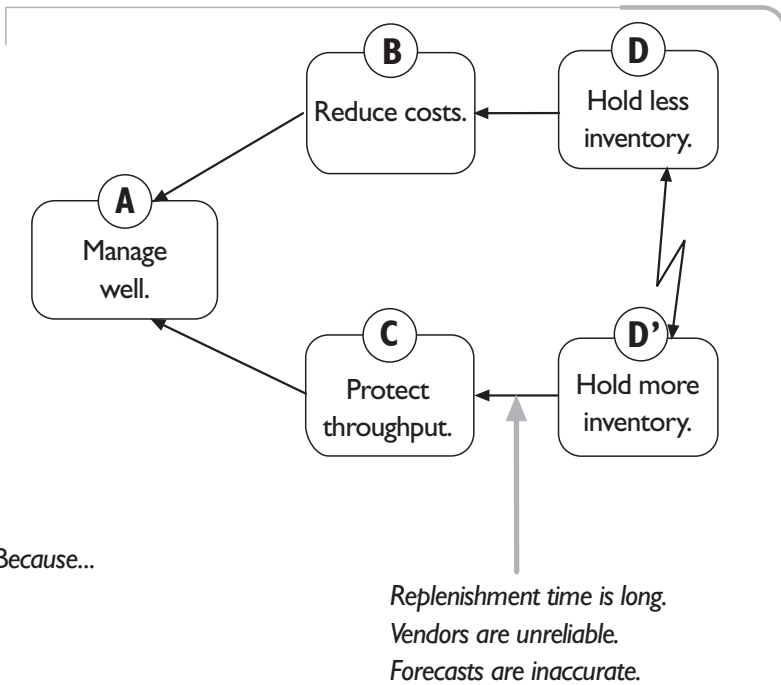 B
Reduce costs.
D
Hold less
inventory.
A
Manage
well.
C
Protect
throughput.
D’
Hold more
inventory.
Because...
Replenishment time is long.
Vendors are unreliable.
Forecasts are inaccurate.